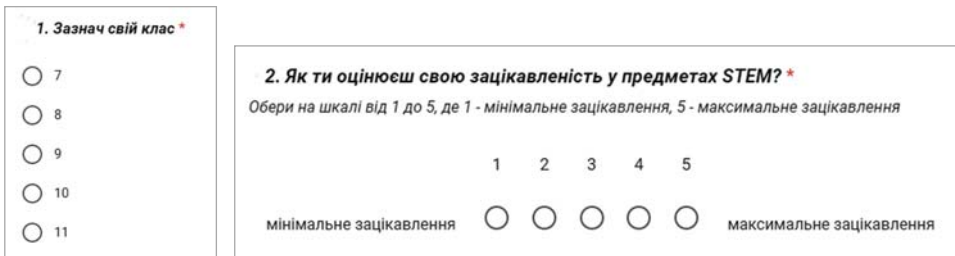 1. Зазнач свій клас *
7
8
9
10
11
2. Як ти оцінюєш свою зацікавленість у предметах STEM? *
Обери на шкалі від 1 до 5, де 1 - мінімальне зацікавлення, 5 - максимальне зацікавлення
1 2 3 4 5
мінімальне зацікавлення максимальне зацікавлення